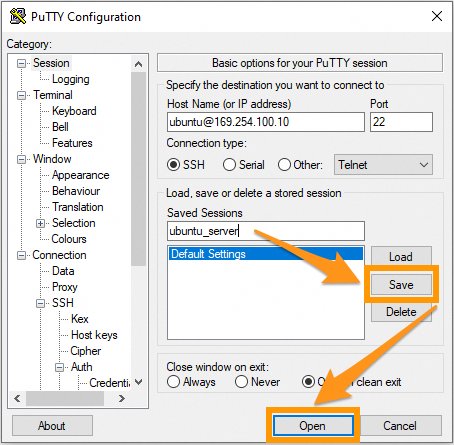 PuTTY Configuration
Category:
Session
Logging
Terminal
Keyboard
Bell
Features
Window
Appearance
Behaviour
Translation
Selection
Colours
Connection
Data
Proxy
SSH
Kex
Host keys
Cipher
Auth
Credenti
Basic options for your PuTTY session
Specify the destination you want to connect to
Host Name (or IP address) Port
ubuntu@169.254.100.10 22
Connection type:
SSH Serial Other: Telnet
Load, save or delete a stored session
Saved Sessions
ubuntu_server
Default Settings
Load
Save
Delete
Close window on exit:
Always Never clean exit
About Open Cancel